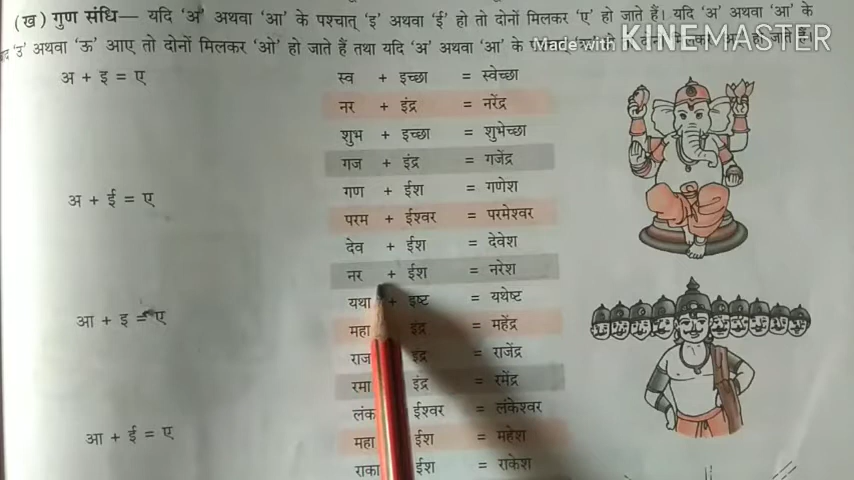 (ख) गुण संधि— यदि 'अ' अथवा 'आ' के पश्चात् 'इ' अथवा 'ई' हो तो दोनों मिलकर 'ए' हो जाते हैं। यदि 'अ' अथवा 'आ' के
'उ' अथवा 'ऊ' आए तो दोनों मिलकर 'ओ' हो जाते हैं तथा यदि 'अ' अथवा 'आ' के हो जाते हैं।
Made with KINEMASTER
अ + इ = ए स्व + इच्छा = स्वेच्छा
नर + इंद्र = नरेंद्र
शुभ + इच्छा = शुभेच्छा
गज + इंद्र = गजेंद्र
अ + ई = ए गण + ईश = गणेश
परम + ईश्वर = परमेश्वर
देव + ईश = देवेश
नर + ईश = नरेश
आ + इ = ए यथा + इष्ट = यथेष्ट
महा इंद्र = महेंद्र
राज इंद्र = राजेंद्र
रमा इंद्र = रमेंद्र
आ + ई = ए लंक ईश्वर = लंकेश्वर
महा ईश = महेश
राका ईश = राकेश